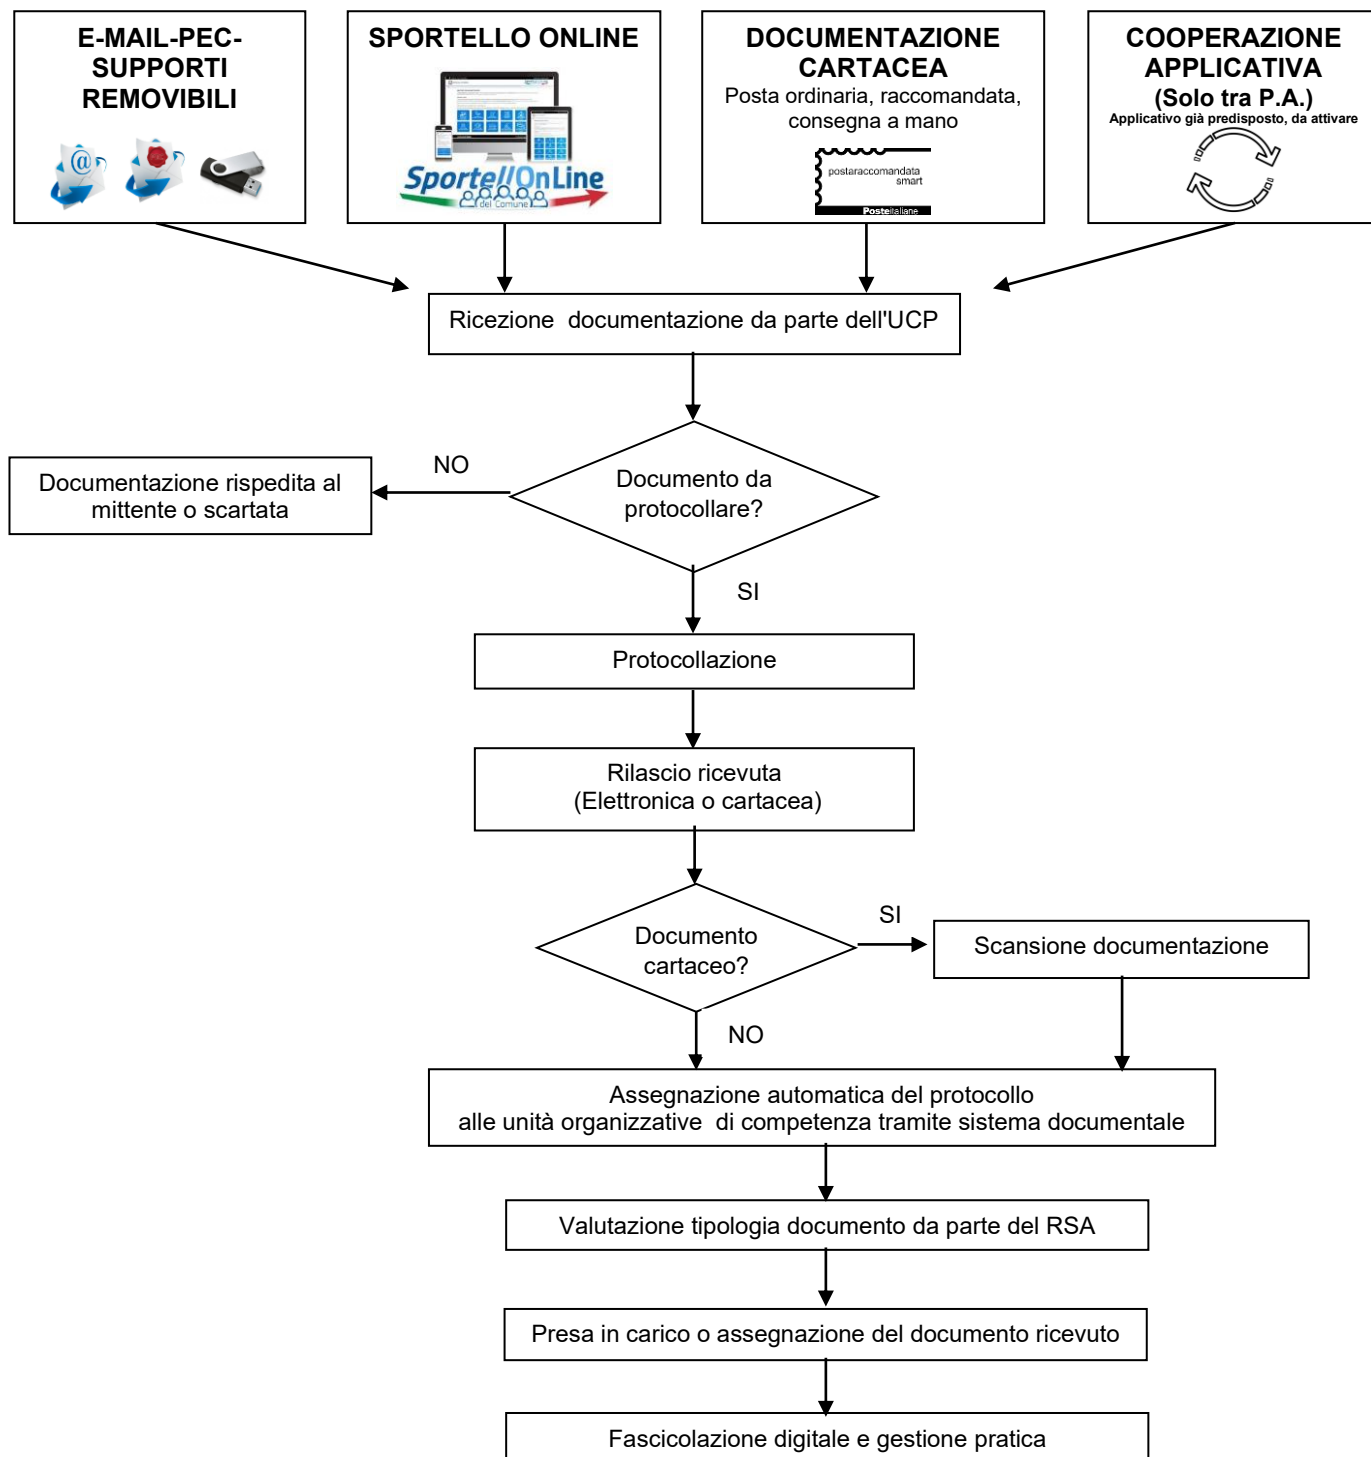 E-MAIL-PEC-
SUPPORTI
REMOVIBILI
@
SPORTELLO ONLINE
SportellOnLine
del Comune
DOCUMENTAZIONE
CARTACEA
Posta ordinaria, raccomandata,
consegna a mano
postaraccomandata
smart
Posteitaliane
COOPERAZIONE
APPLICATIVA
(Solo tra P.A.)
Applicativo già predisposto, da attivare
Ricezione documentazione da parte dell'UCP
Documento da
protocollare?
NO
Documentazione rispedita al
mittente o scartata
SI
Protocollazione
Rilascio ricevuta
(Elettronica o cartacea)
Documento
cartaceo?
SI
Scansione documentazione
NO
Assegnazione automatica del protocollo
alle unità organizzative di competenza tramite sistema documentale
Valutazione tipologia documento da parte del RSA
Presa in carico o assegnazione del documento ricevuto
Fascicolazione digitale e gestione pratica